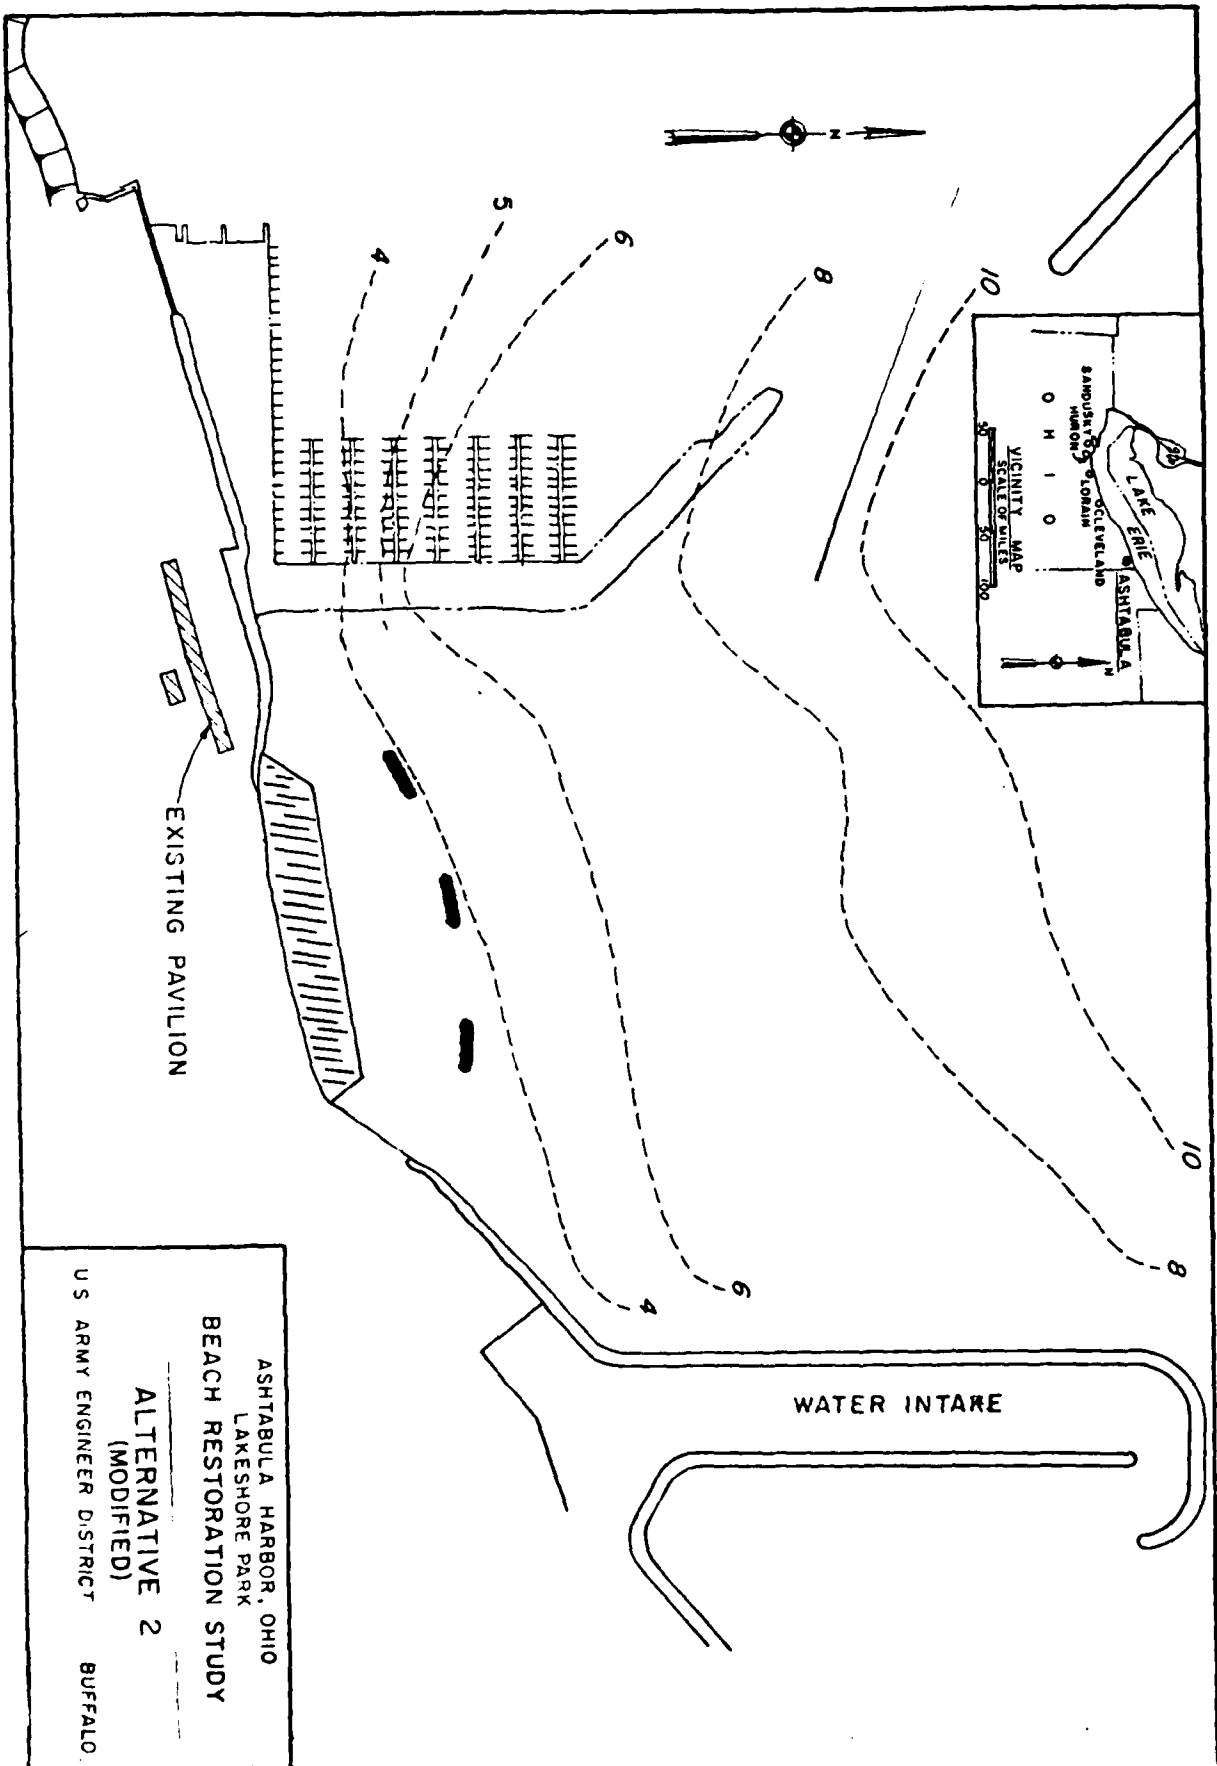 N
4
5
6
8
10
10
8
6
4
SANDUSKY
HURON
LORAIN
CLEVELAND
ASHTABULA
LAKE ERIE
OHIO
N
VICINITY MAP
SCALE OF MILES
50 0 50 100
EXISTING PAVILION
WATER INTAKE
ASHTABULA HARBOR, OHIO
LAKESHORE PARK
BEACH RESTORATION STUDY
ALTERNATIVE 2
(MODIFIED)
US ARMY ENGINEER DISTRICT BUFFALO